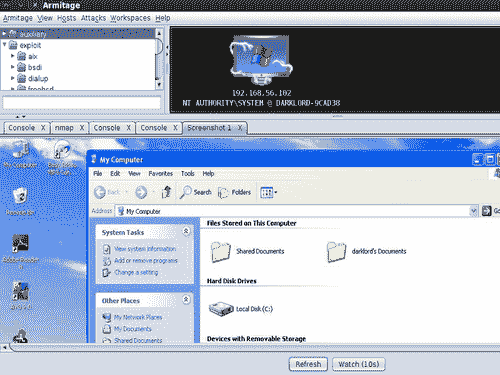 Armitage
Armitage View Hosts Attacks Workspaces Help
auxiliary
exploit
aix
bsdi
dialup
freebsd
192.168.56.102
NT AUTHORITY\SYSTEM @ DARKLORD-9CAD38
Console X nmap X Console X Console X Screenshot 1 X
My Computer
My Computer
File Edit View Favorites Tools Help
Back Search Folders
Address My Computer Go
System Tasks
View system information
Add or remove programs
Change a setting
Other Places
My Network Places
My Documents
Shared Documents
Files Stored on This Computer
Shared Documents darklord's Documents
Hard Disk Drives
Local Disk (C:)
Devices with Removable Storage
Recycle Bin
Adobe Reader
Refresh Watch (10s)